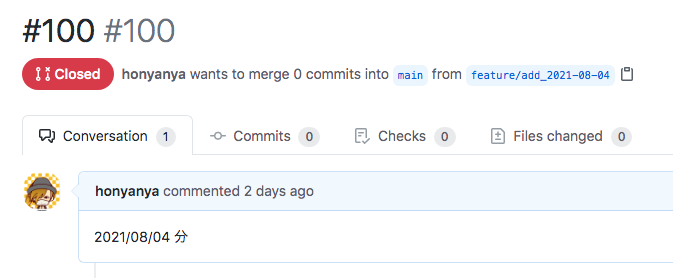 #100 #100
Closed honyanya wants to merge 0 commits into main from feature/add_2021-08-04
Conversation 1 Commits 0 Checks 0 Files changed 0
honyanya commented 2 days ago
2021/08/04 分